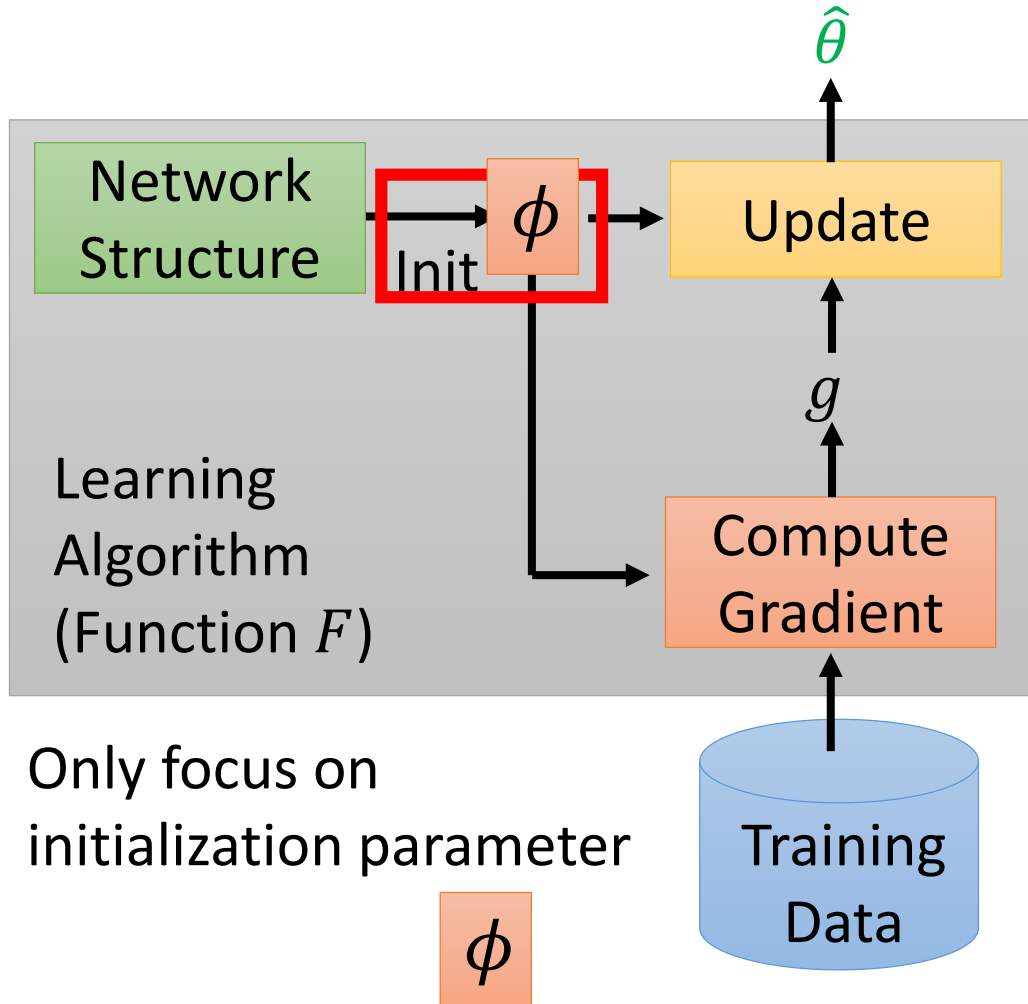 θ̂
Network
Structure
Init
ϕ
Update
g
Learning
Algorithm
(Function F)
Compute
Gradient
Only focus on
initialization parameter
ϕ
Training
Data